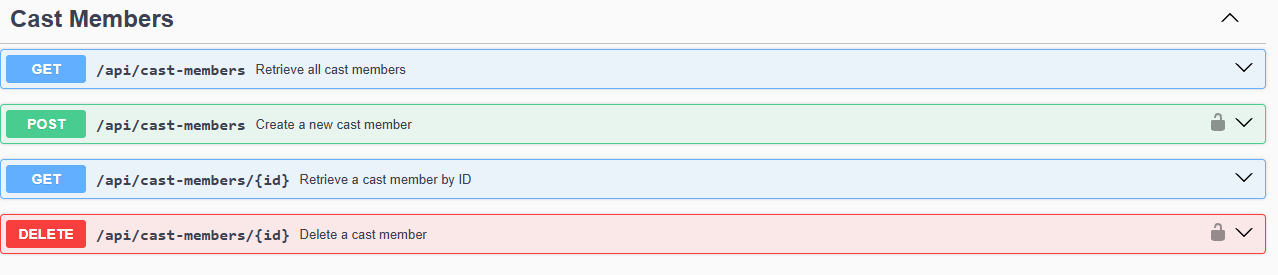 Cast Members
GET /api/cast-members Retrieve all cast members
POST /api/cast-members Create a new cast member
GET /api/cast-members/{id} Retrieve a cast member by ID
DELETE /api/cast-members/{id} Delete a cast member